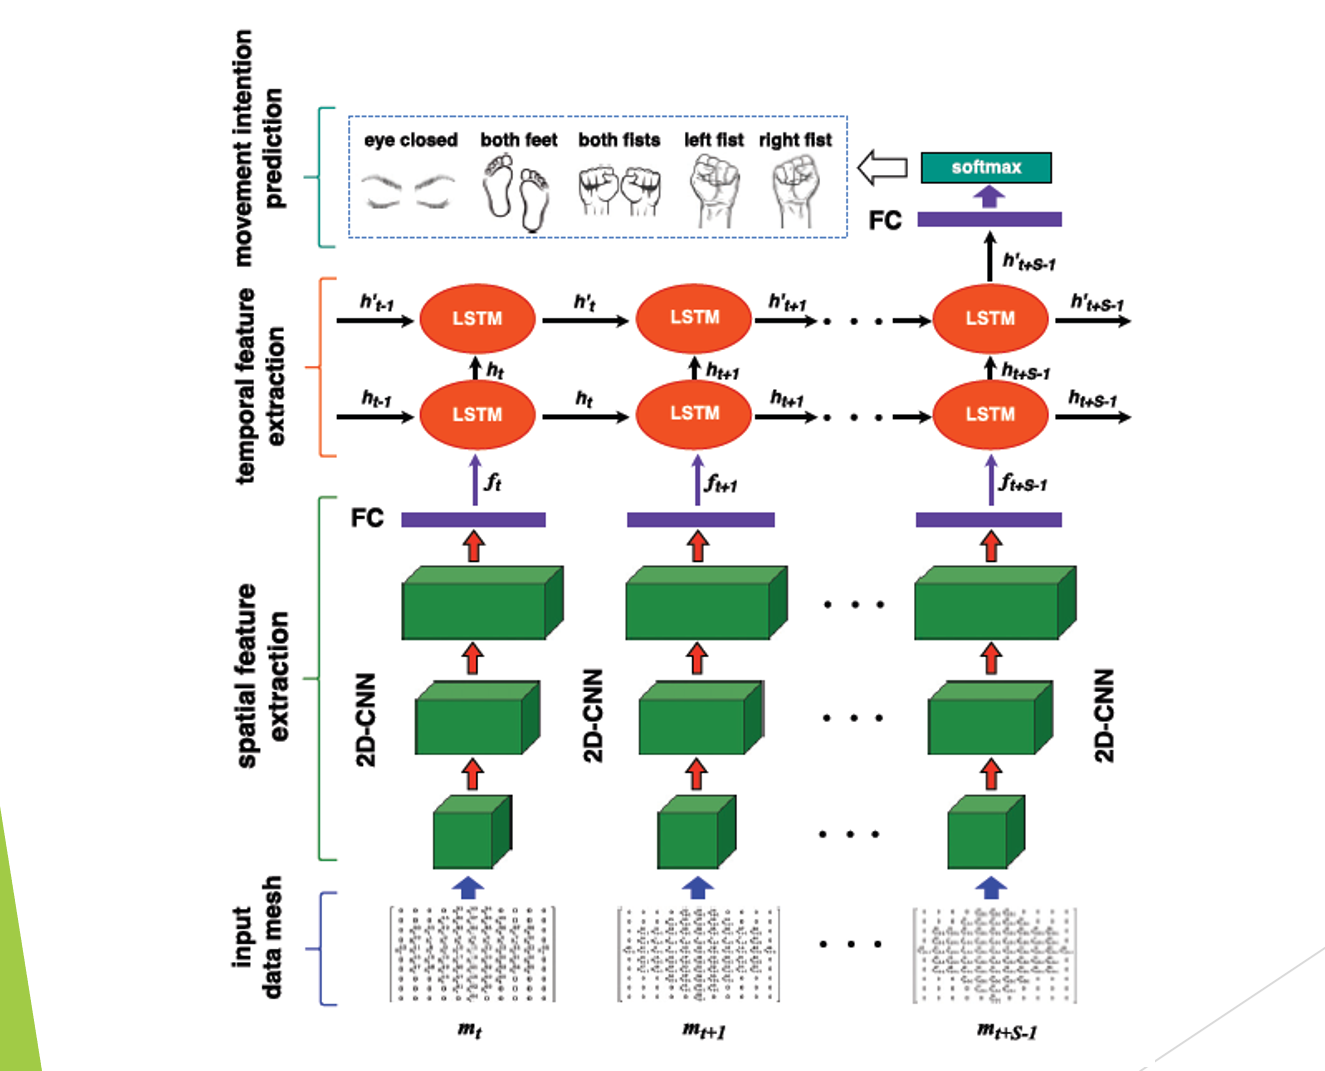 movement intention
prediction
eye closed
both feet
both fists
left fist
right fist
softmax
FC
h't+S-1
temporal feature
extraction
h't-1
LSTM
h't
LSTM
h't+1
. . .
LSTM
h't+S-1
ht
ht+1
ht+S-1
ht-1
LSTM
ht
LSTM
ht+1
. . .
LSTM
ht+S-1
ft
ft+1
ft+S-1
FC
spatial feature
extraction
2D-CNN
2D-CNN
2D-CNN
. . .
. . .
. . .
input
data mesh
. . .
mt
mt+1
mt+S-1